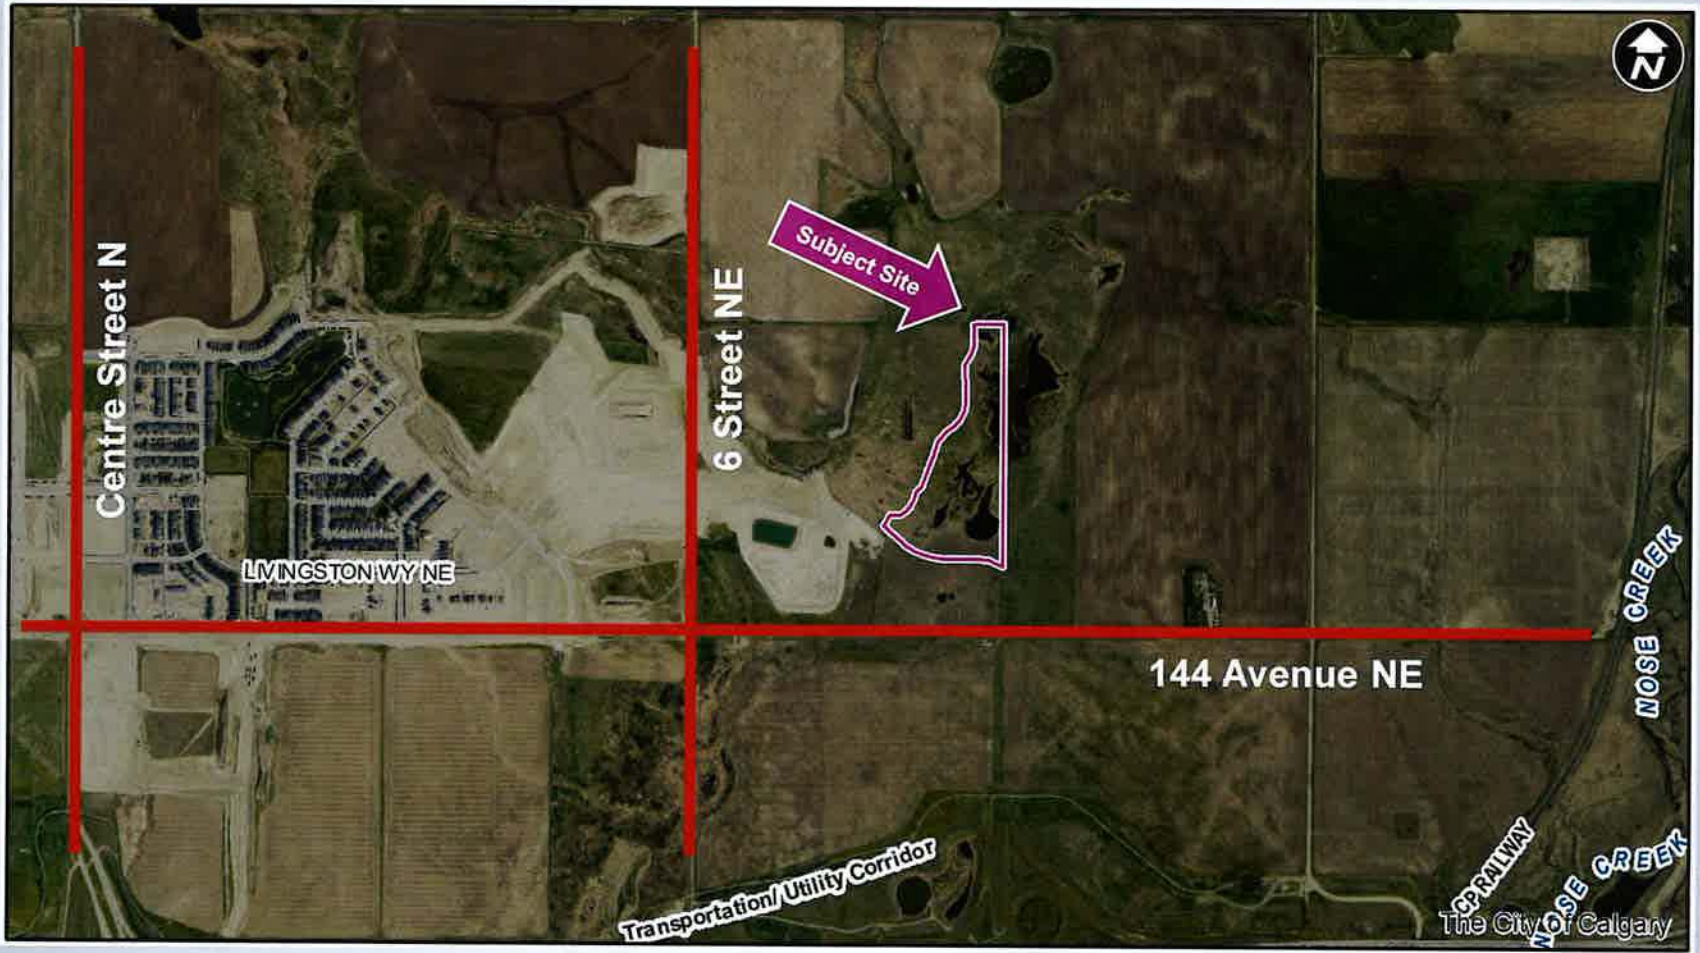 N
Subject Site
Centre Street N
6 Street NE
LIVINGSTON WY NE
144 Avenue NE
NOSE CREEK
Transportation/ Utility Corridor
CP RAILWAY
NOSE CREEK
The City of Calgary